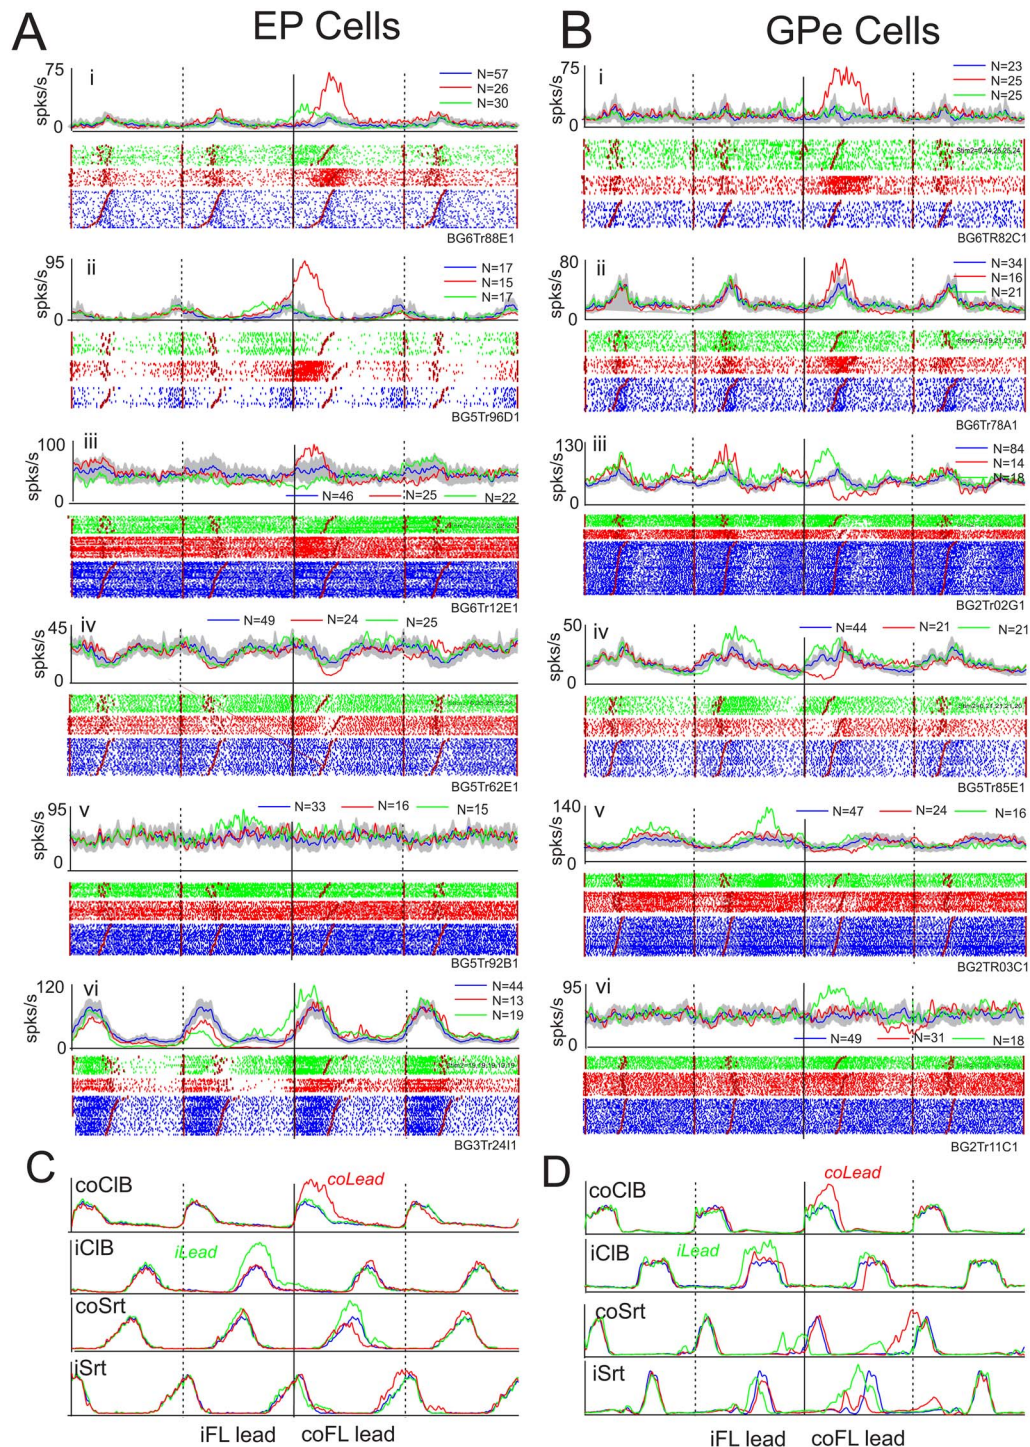 A
EP Cells
i
75
spks/s
0
N=57
N=26
N=30
BG6Tr88E1
ii
95
spks/s
0
N=17
N=15
N=17
BG5Tr96D1
iii
100
spks/s
0
N=46
N=25
N=22
BG6Tr12E1
iv
45
spks/s
0
N=49
N=24
N=25
BG5Tr62E1
v
95
spks/s
0
N=33
N=16
N=15
BG5Tr92B1
vi
120
spks/s
0
N=44
N=13
N=19
BG3Tr24I1
B
GPe Cells
i
75
spks/s
0
N=23
N=25
N=25
Stim2=0,24,25,25,24
BG6TR82C1
ii
80
spks/s
0
N=34
N=16
N=21
BG6Tr78A1
iii
130
spks/s
0
N=84
N=14
N=18
BG2Tr02G1
iv
50
spks/s
0
N=44
N=21
N=21
BG5Tr85E1
v
140
spks/s
0
N=47
N=24
N=16
BG2TR03C1
vi
95
spks/s
0
N=49
N=31
N=18
BG2Tr11C1
C
coClB
coLead
iClB
iLead
coSrt
iSrt
iFL lead
coFL lead
D
coClB
coLead
iClB
iLead
coSrt
iSrt
iFL lead
coFL lead